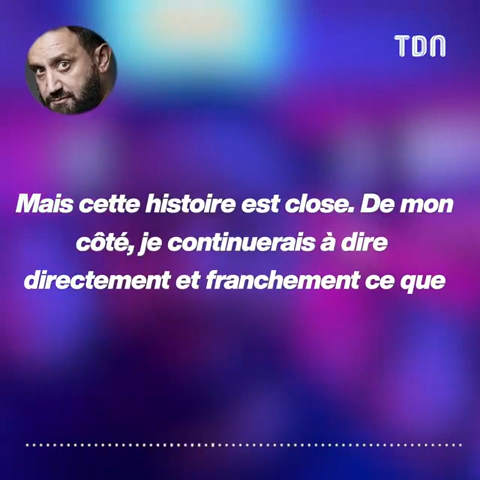 TDN
Mais cette histoire est close. De mon
côté, je continuerais à dire
directement et franchement ce que